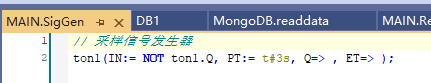 MAIN.SigGen DB1 MongoDB.readdata MAIN.Re
1 // 采样信号发生器
2 ton1(IN:= NOT ton1.Q, PT:= t#3s, Q=> , ET=> );